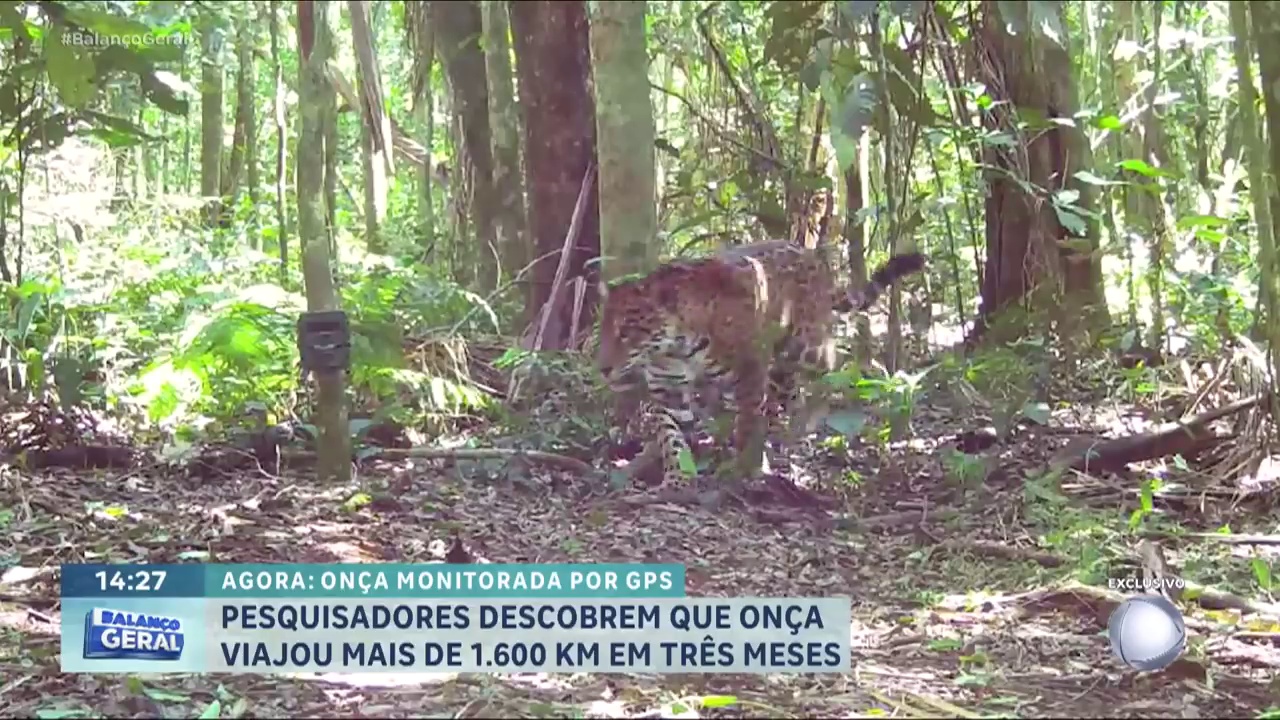 #BalançoGeral
14:27 AGORA: ONÇA MONITORADA POR GPS
BALANÇO
GERAL
PESQUISADORES DESCOBREM QUE ONÇA
VIAJOU MAIS DE 1.600 KM EM TRÊS MESES
EXCLUSIVO